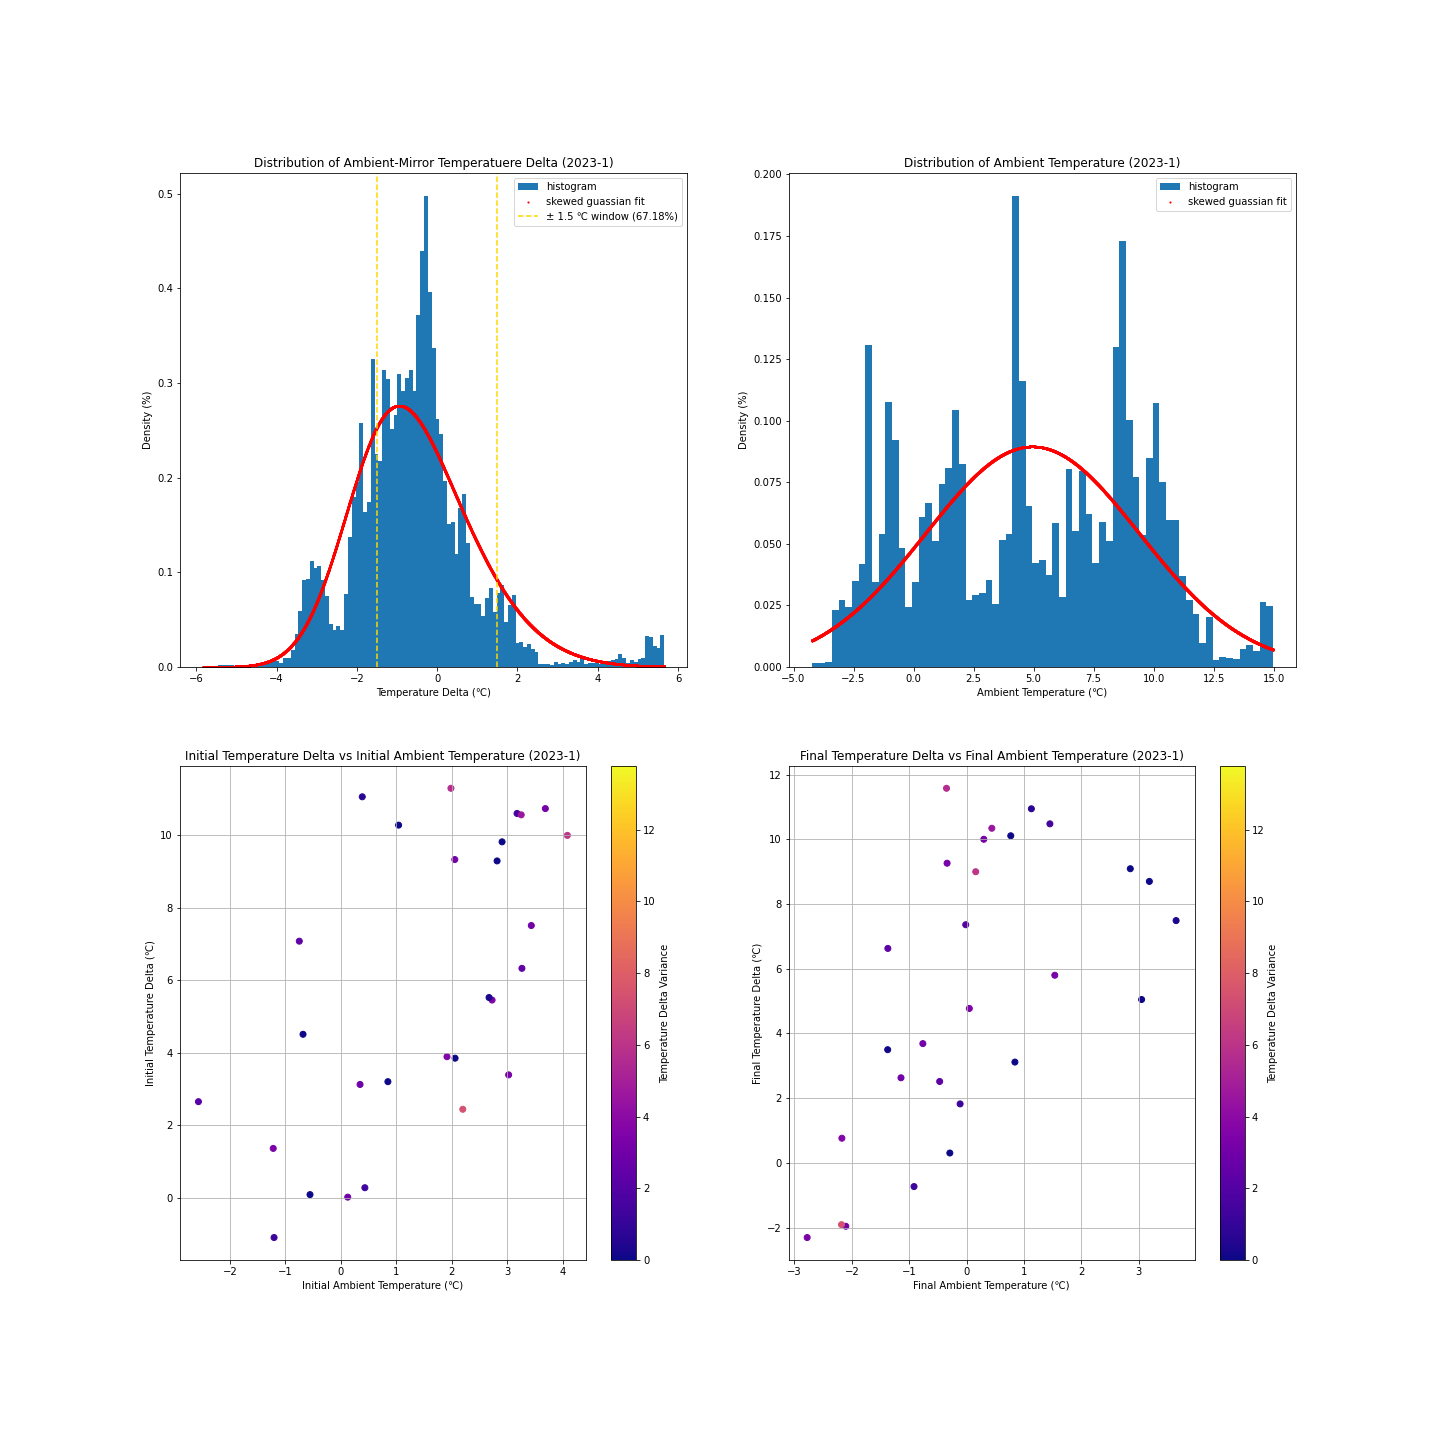 Distribution of Ambient-Mirror Temperatuere Delta (2023-1)
histogram
skewed guassian fit
± 1.5 ℃ window (67.18%)
Density (%)
0.5
0.4
0.3
0.2
0.1
0.0
−6 −4 −2 0 2 4 6
Temperature Delta (℃)
Distribution of Ambient Temperature (2023-1)
histogram
skewed guassian fit
Density (%)
0.200
0.175
0.150
0.125
0.100
0.075
0.050
0.025
0.000
−5.0 −2.5 0.0 2.5 5.0 7.5 10.0 12.5 15.0
Ambient Temperature (℃)
Initial Temperature Delta vs Initial Ambient Temperature (2023-1)
Initial Temperature Delta (℃)
10
8
6
4
2
0
−2 −1 0 1 2 3 4
Initial Ambient Temperature (℃)
12
10
8
6
4
2
0
Temperature Delta Variance
Final Temperature Delta vs Final Ambient Temperature (2023-1)
Final Temperature Delta (℃)
12
10
8
6
4
2
0
−2
−3 −2 −1 0 1 2 3
Final Ambient Temperature (℃)
12
10
8
6
4
2
0
Temperature Delta Variance